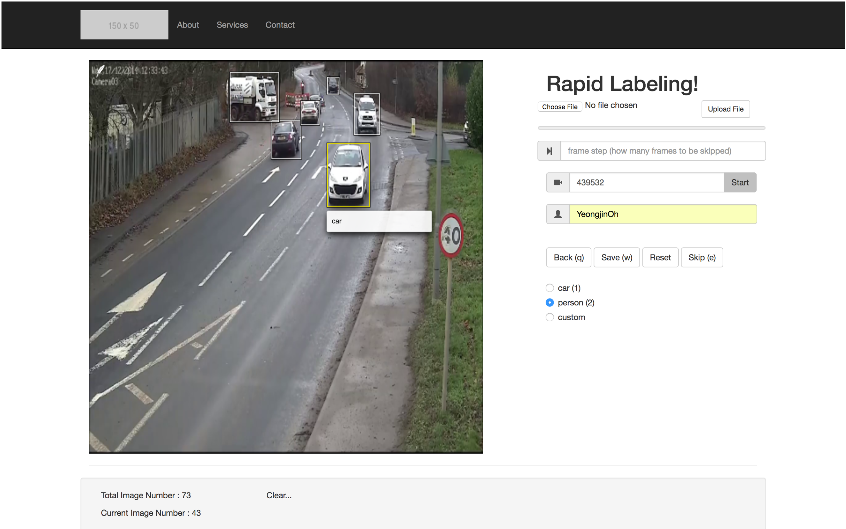 150 x 50
About
Services
Contact
17/12/2014 12:33:43
Camera03
car
40
Rapid Labeling!
Choose File No file chosen
Upload File
frame step (how many frames to be skipped)
439532
Start
YeongjinOh
Back (q)
Save (w)
Reset
Skip (e)
car (1)
person (2)
custom
Total Image Number : 73
Clear...
Current Image Number : 43